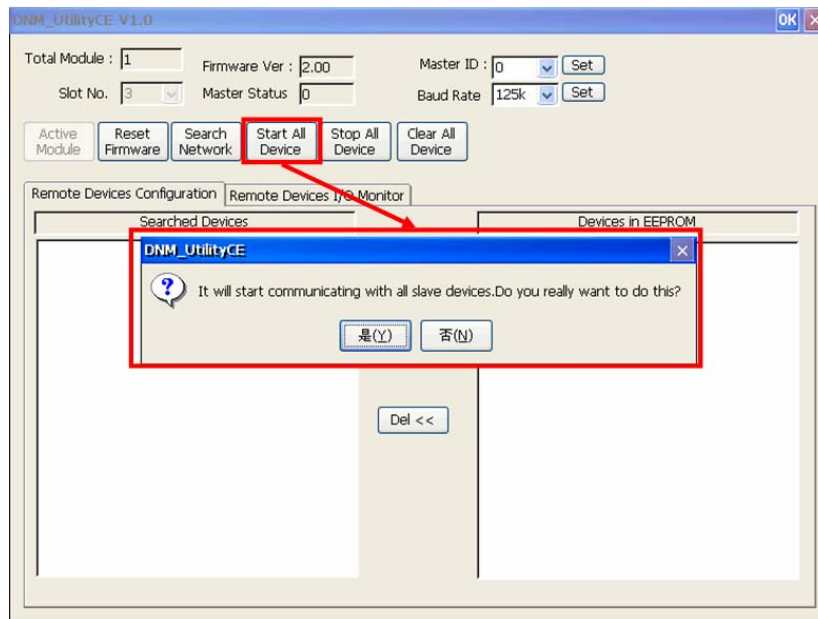 DNM_UtilityCE V1.0 OK ×
Total Module : 1 Firmware Ver : 2.00 Master ID : 0 Set
Slot No. 3 Master Status 0 Baud Rate 125k Set
Active Reset Search Start All Stop All Clear All
Module Firmware Network Device Device Device
Remote Devices Configuration Remote Devices I/O Monitor
Searched Devices Devices in EEPROM
DNM_UtilityCE ×
? It will start communicating with all slave devices.Do you really want to do this?
是(Y) 否(N)
Del <<